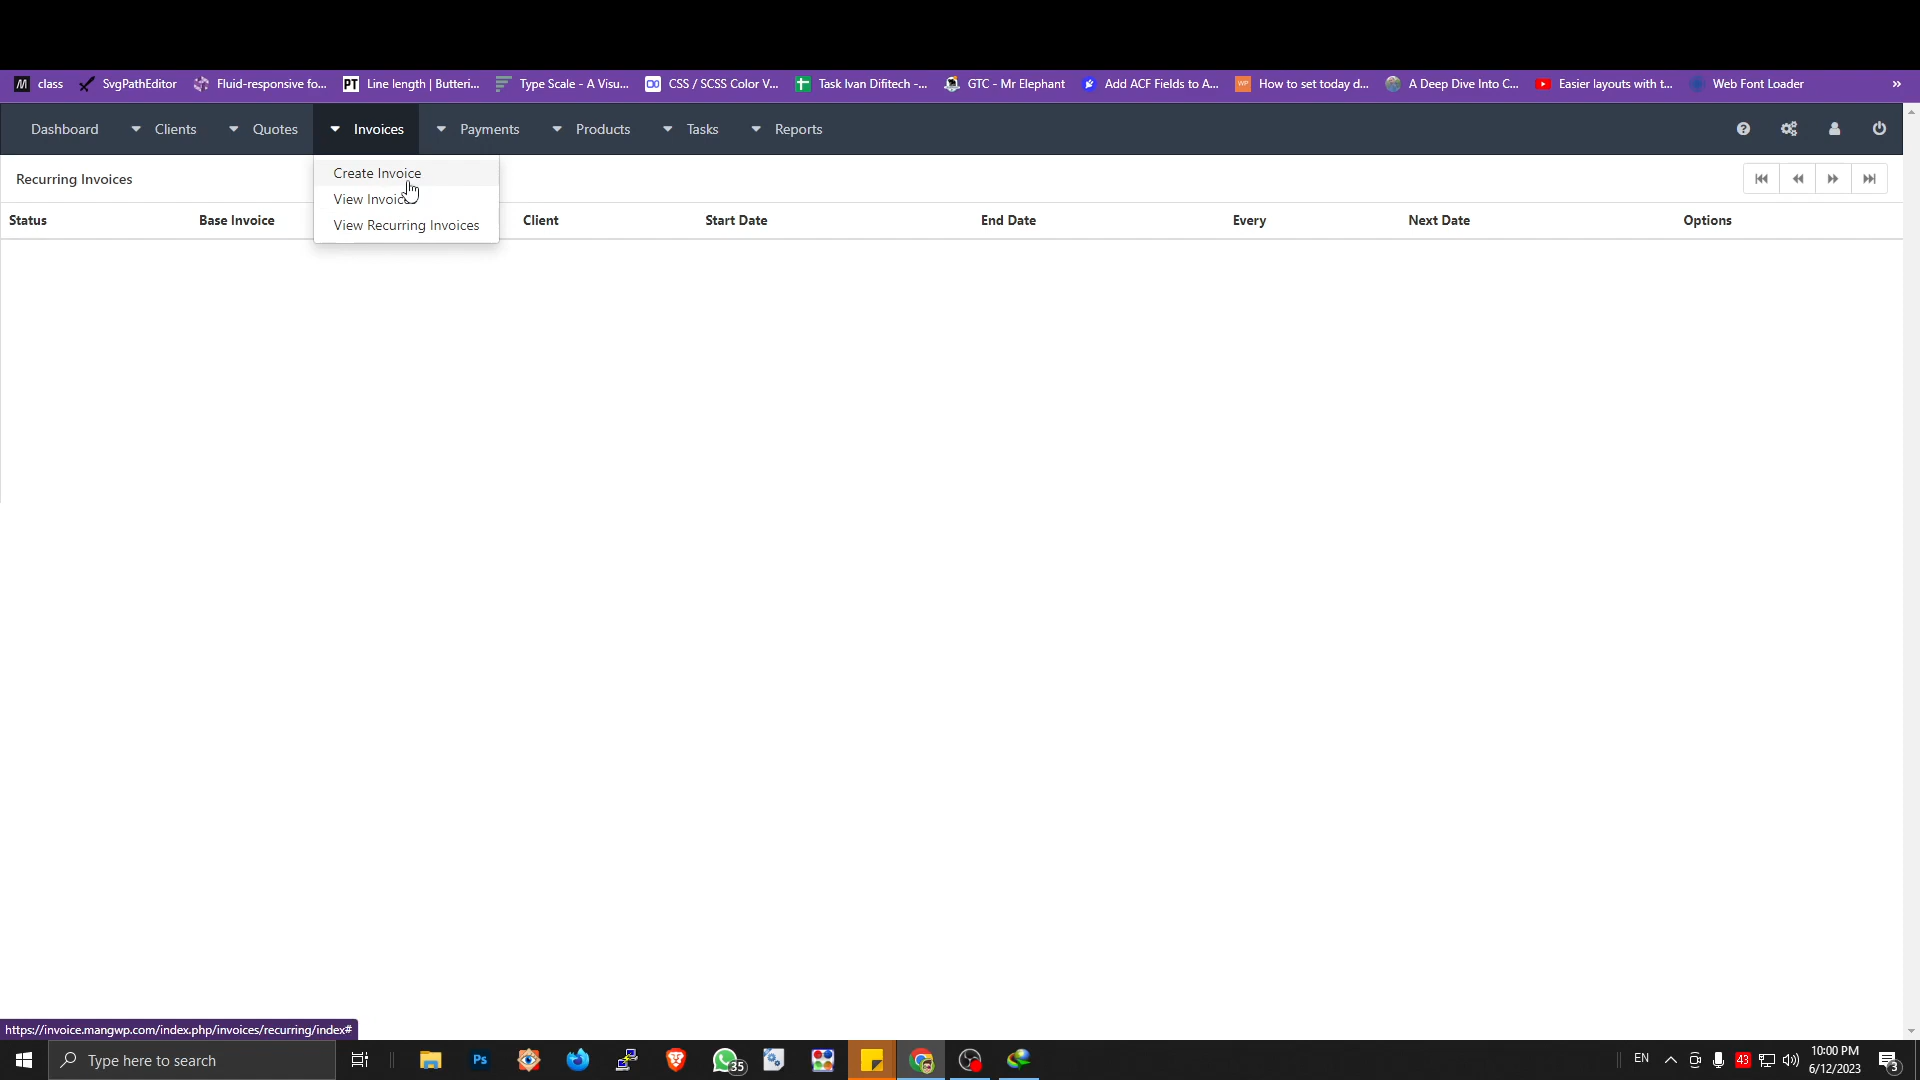 class
SvgPathEditor
Fluid-responsive fo...
PT Line length | Butteri...
Type Scale - A Visu...
CSS / SCSS Color V...
Task Ivan Difitech -...
GTC - Mr Elephant
Add ACF Fields to A...
WP How to set today d...
A Deep Dive Into C...
Easier layouts with t...
Web Font Loader
»
Dashboard
Clients
Quotes
Invoices
Payments
Products
Tasks
Reports
Recurring Invoices
Create Invoice
View Invoic
View Recurring Invoices
Status
Base Invoice
Client
Start Date
End Date
Every
Next Date
Options
https://invoice.mangwp.com/index.php/invoices/recurring/index#
Type here to search
Ps
35
EN
43
10:00 PM
6/12/2023
3